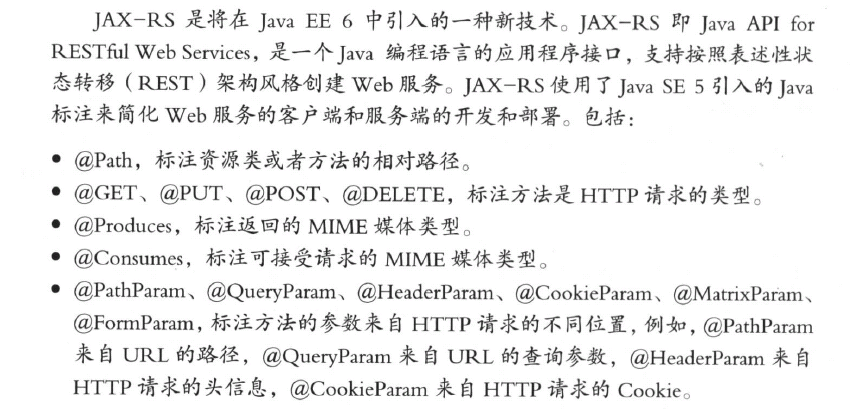 JAX-RS 是将在 Java EE 6 中引入的一种新技术。JAX-RS 即 Java API for
RESTful Web Services，是一个 Java 编程语言的应用程序接口，支持按照表述性状
态转移（REST）架构风格创建 Web 服务。JAX-RS 使用了 Java SE 5 引入的 Java
标注来简化 Web 服务的客户端和服务端的开发和部署。包括：
• @Path，标注资源类或者方法的相对路径。
• @GET、@PUT、@POST、@DELETE，标注方法是 HTTP 请求的类型。
• @Produces，标注返回的 MIME 媒体类型。
• @Consumes，标注可接受请求的 MIME 媒体类型。
• @PathParam、@QueryParam、@HeaderParam、@CookieParam、@MatrixParam、
@FormParam，标注方法的参数来自 HTTP 请求的不同位置，例如，@PathParam
来自 URL 的路径，@QueryParam 来自 URL 的查询参数，@HeaderParam 来自
HTTP 请求的头信息，@CookieParam 来自 HTTP 请求的 Cookie。